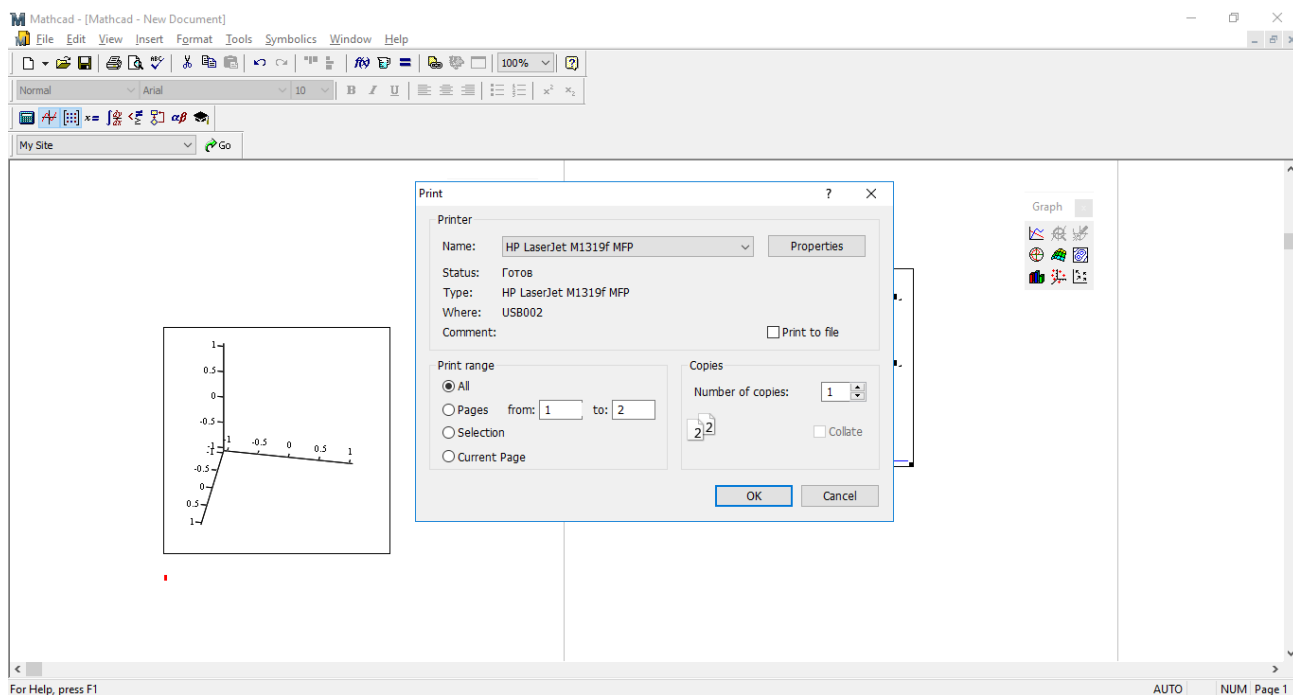 Mathcad - [Mathcad - New Document]
File Edit View Insert Format Tools Symbolics Window Help
100%
Normal Arial 10 B I U
My Site Go
Print
Printer
Name: HP LaserJet M1319f MFP Properties
Status: Готов
Type: HP LaserJet M1319f MFP
Where: USB002
Comment: Print to file
Print range
All
Pages from: 1 to: 2
Selection
Current Page
Copies
Number of copies: 1
2 2
Collate
OK Cancel
Graph
1
0.5
0
-0.5
-1
-1 -0.5 0 0.5 1
-1
-0.5
0
0.5
1
For Help, press F1 AUTO NUM Page 1